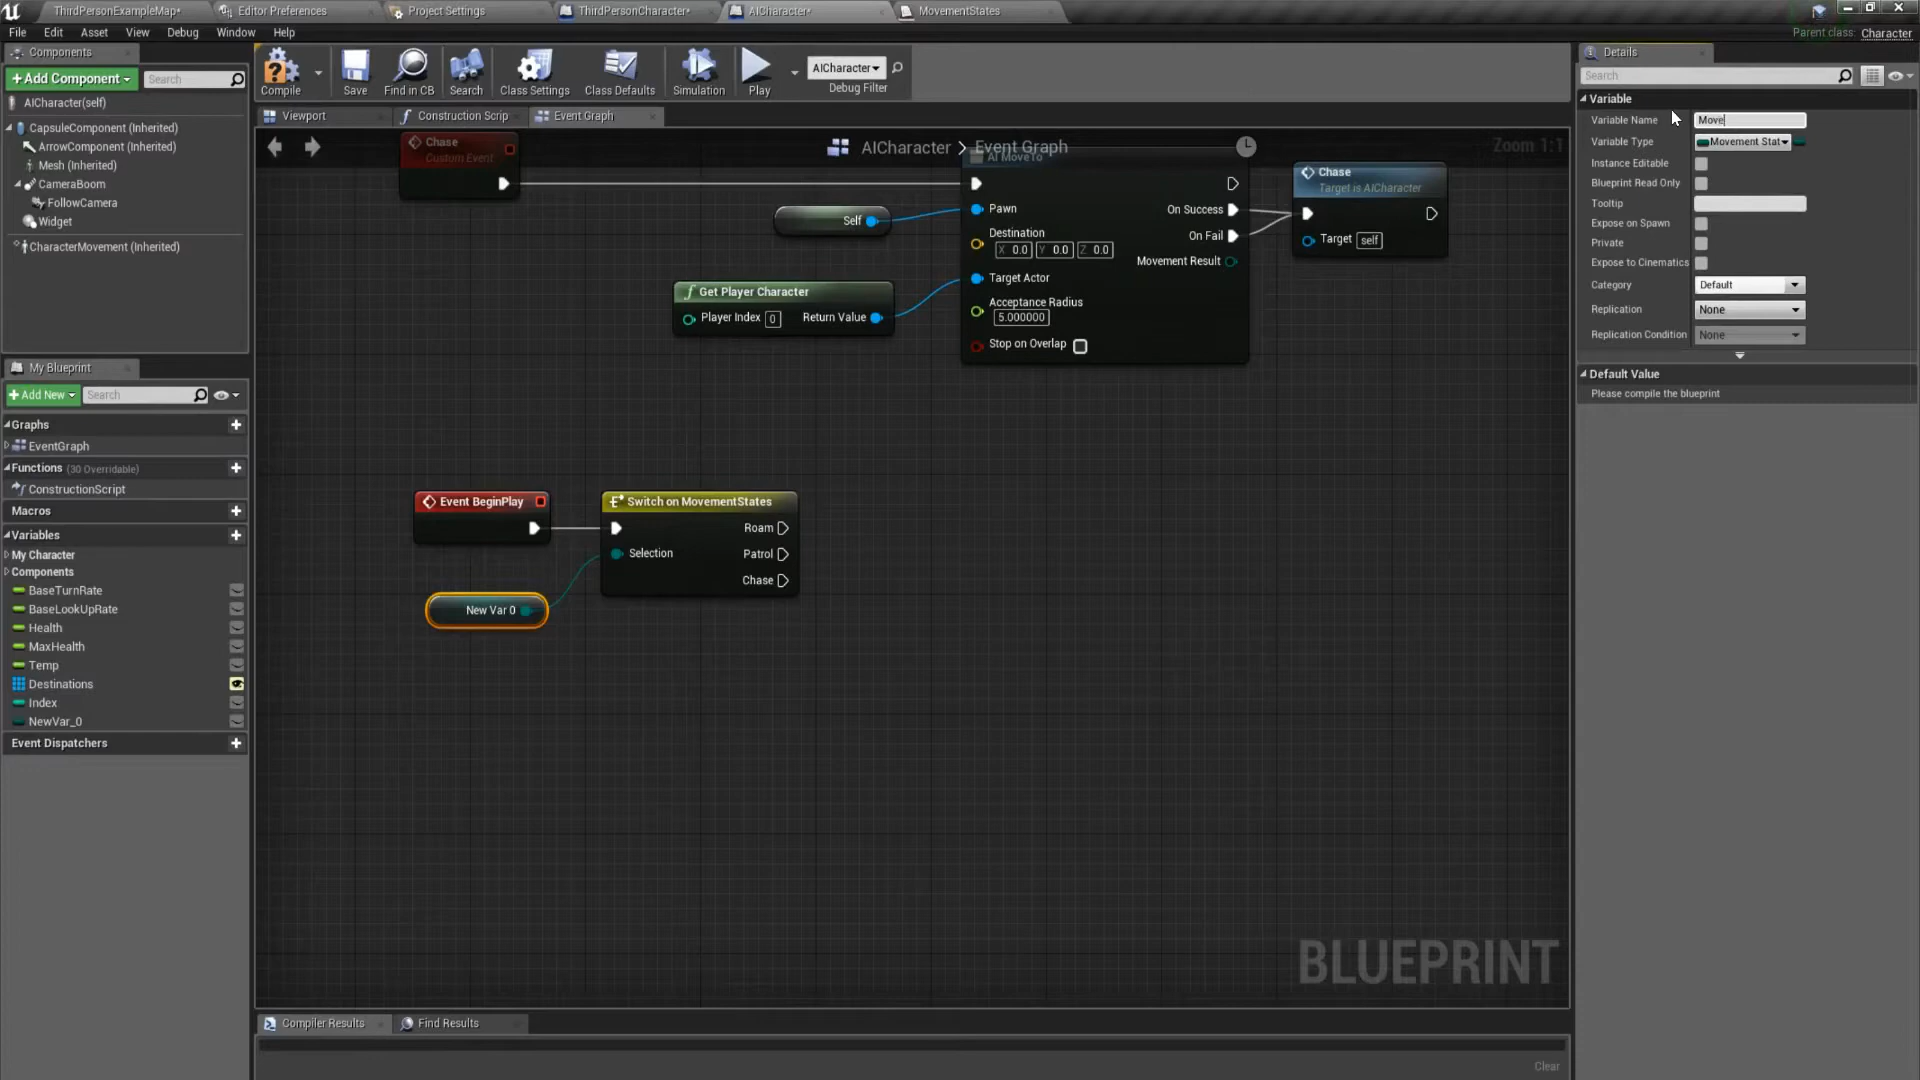 ThirdPersonExampleMap*
Editor Preferences
Project Settings
ThirdPersonCharacter*
AICharacter*
MovementStates
File Edit Asset View Debug Window Help
Parent class: Character
Components
+Add Component
Search
AICharacter(self)
CapsuleComponent (Inherited)
ArrowComponent (Inherited)
Mesh (Inherited)
CameraBoom
FollowCamera
Widget
CharacterMovement (Inherited)
Compile
Save
Find in CB
Search
Class Settings
Class Defaults
Simulation
Play
AICharacter
Debug Filter
Viewport
Construction Scrip
Event Graph
AICharacter > Event Graph
Zoom 1:1
Chase
Custom Event
Self
Get Player Character
Player Index 0
Return Value
AI MoveTo
Pawn
On Success
Destination
X 0.0 Y 0.0 Z 0.0
On Fail
Movement Result
Target Actor
Acceptance Radius
5.000000
Stop on Overlap
Chase
Target is AICharacter
Target self
Event BeginPlay
Switch on MovementStates
Roam
Selection
Patrol
Chase
New Var 0
BLUEPRINT
My Blueprint
+Add New
Search
Graphs
EventGraph
Functions (30 Overridable)
ConstructionScript
Macros
Variables
My Character
Components
BaseTurnRate
BaseLookUpRate
Health
MaxHealth
Temp
Destinations
Index
NewVar_0
Event Dispatchers
Details
Search
Variable
Variable Name Move
Variable Type Movement Stat
Instance Editable
Blueprint Read Only
Tooltip
Expose on Spawn
Private
Expose to Cinematics
Category Default
Replication None
Replication Condition None
Default Value
Please compile the blueprint
Compiler Results
Find Results
Clear